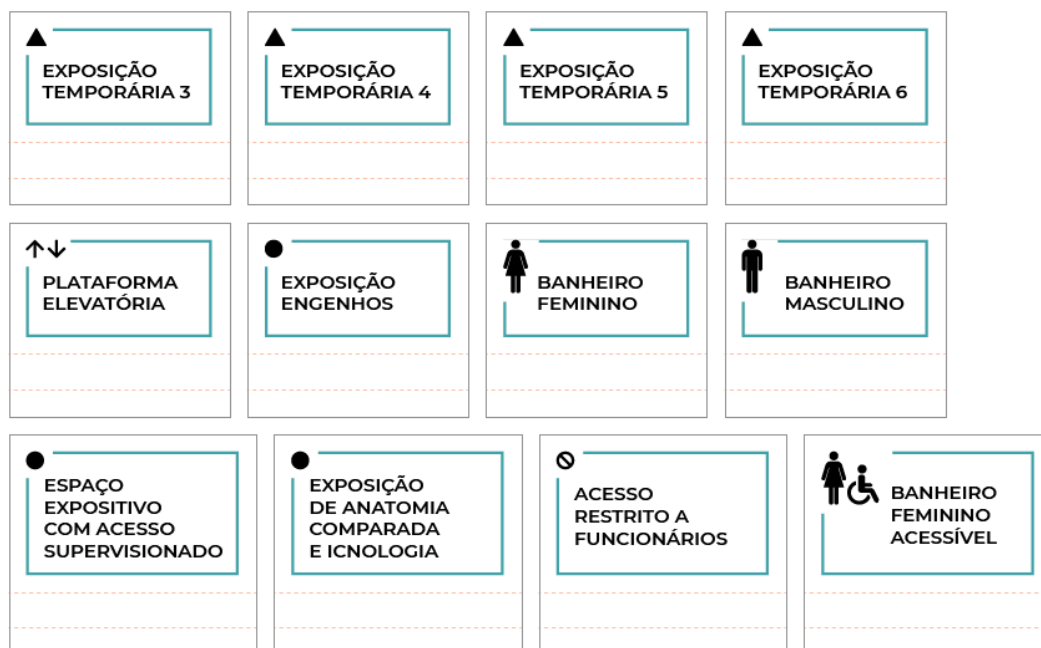 EXPOSIÇÃO
TEMPORÁRIA 3
EXPOSIÇÃO
TEMPORÁRIA 4
EXPOSIÇÃO
TEMPORÁRIA 5
EXPOSIÇÃO
TEMPORÁRIA 6
PLATAFORMA
ELEVATÓRIA
EXPOSIÇÃO
ENGENHOS
BANHEIRO
FEMININO
BANHEIRO
MASCULINO
ESPAÇO
EXPOSITIVO
COM ACESSO
SUPERVISIONADO
EXPOSIÇÃO
DE ANATOMIA
COMPARADA
E ICNOLOGIA
ACESSO
RESTRITO A
FUNCIONÁRIOS
BANHEIRO
FEMININO
ACESSÍVEL